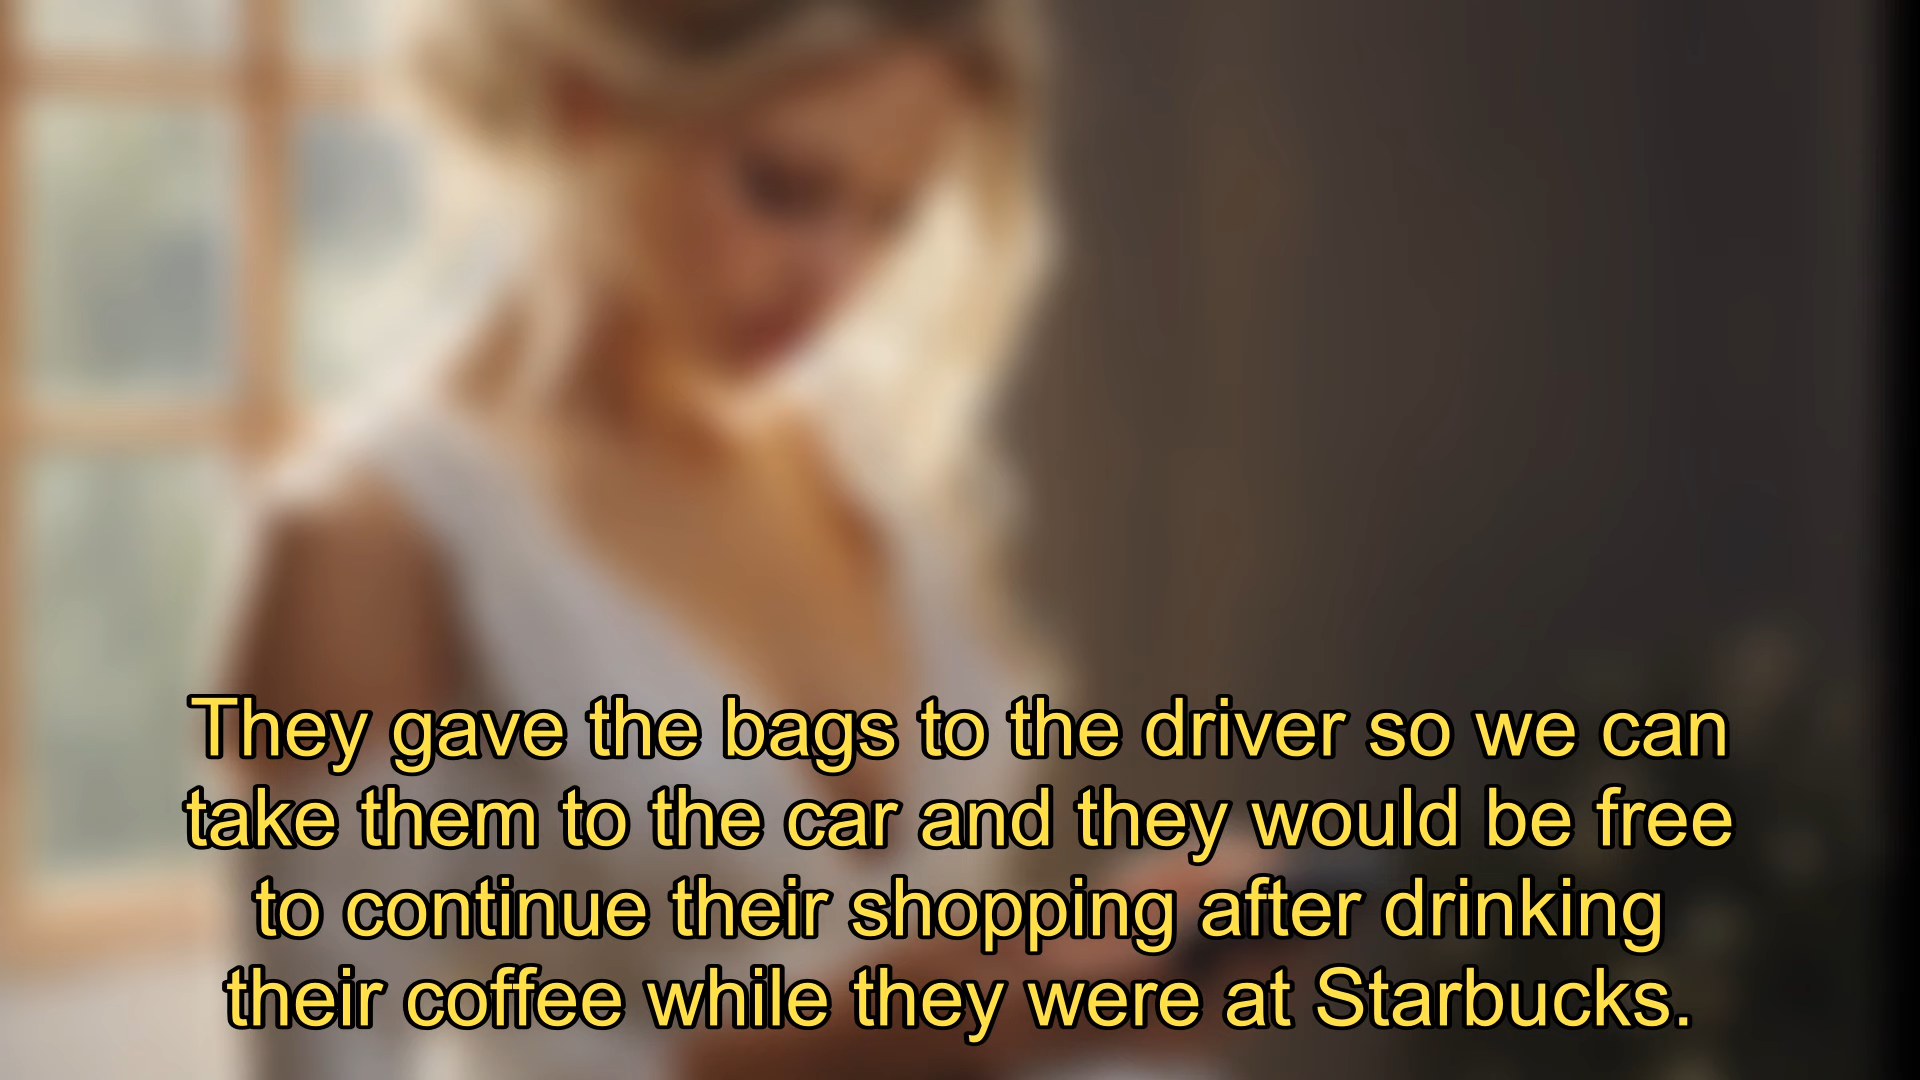 They gave the bags to the driver so we can
take them to the car and they would be free
to continue their shopping after drinking
their coffee while they were at Starbucks.